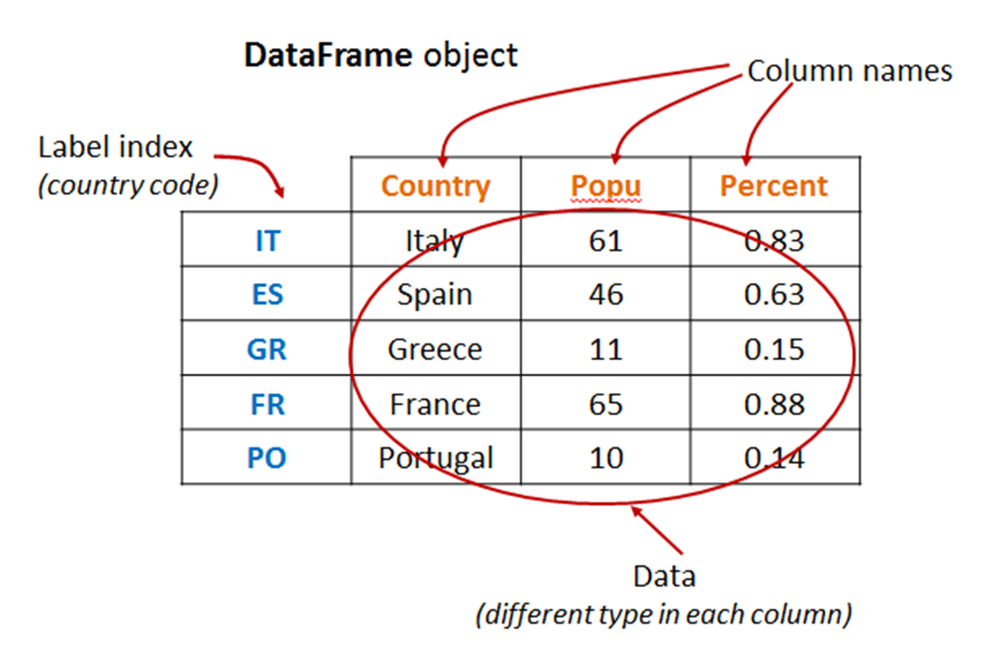 DataFrame object
Column names
Label index
(country code)
Country Popu Percent
IT Italy 61 0.83
ES Spain 46 0.63
GR Greece 11 0.15
FR France 65 0.88
PO Portugal 10 0.14
Data
(different type in each column)